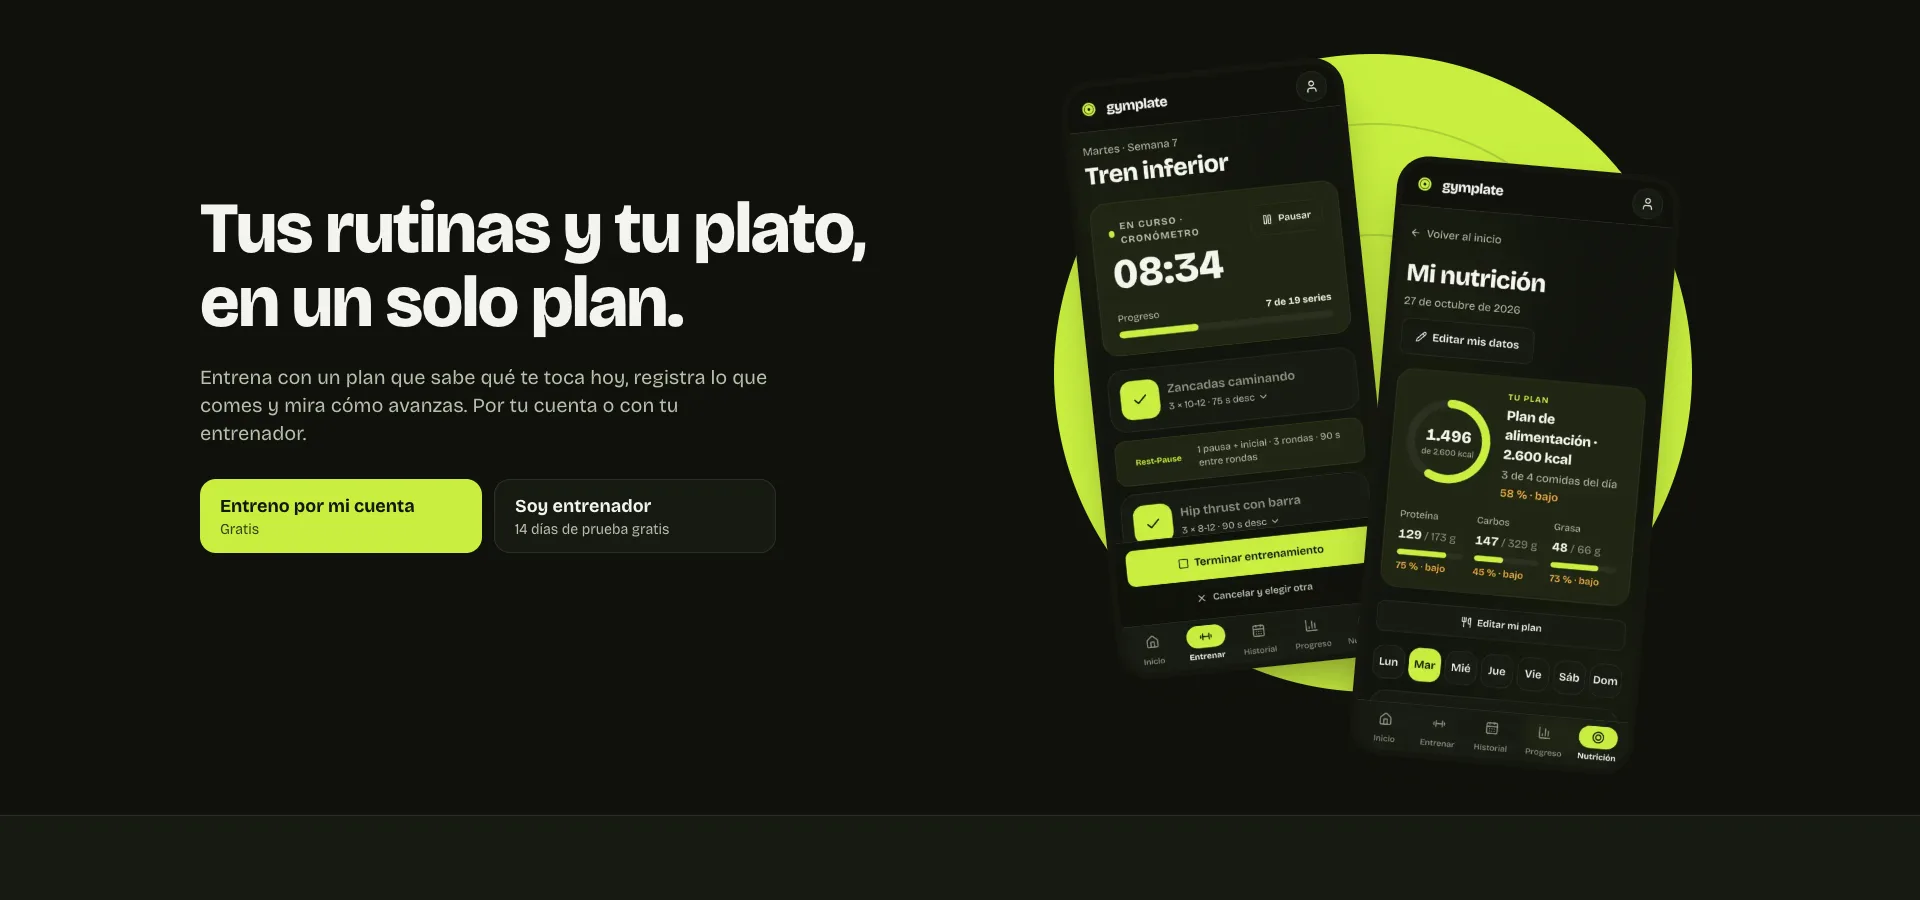 Tus rutinas y tu plato,
en un solo plan.
Entrena con un plan que sabe qué te toca hoy, registra lo que
comes y mira cómo avanzas. Por tu cuenta o con tu
entrenador.
Entreno por mi cuenta
Gratis
Soy entrenador
14 días de prueba gratis
gymplate
Martes · Semana 7
Tren inferior
EN CURSO ·
CRONÓMETRO
Pausar
08:34
Progreso
7 de 19 series
Zancadas caminando
3 × 10-12 · 75 s desc
Rest-Pause
1 pausa + inicial · 3 rondas · 90 s
entre rondas
Hip thrust con barra
3 × 8-12 · 90 s desc
Terminar entrenamiento
Cancelar y elegir otra
Inicio
Entrenar
Historial
Progreso
gymplate
Volver al inicio
Mi nutrición
27 de octubre de 2026
Editar mis datos
1.496
de 2.600 kcal
TU PLAN
Plan de
alimentación ·
2.600 kcal
3 de 4 comidas del día
58 % · bajo
Proteína
129 / 173 g
75 % · bajo
Carbos
147 / 329 g
45 % · bajo
Grasa
48 / 66 g
73 % · bajo
Editar mi plan
Lun Mar Mié Jue Vie Sáb Dom
Inicio
Entrenar
Historial
Progreso
Nutrición